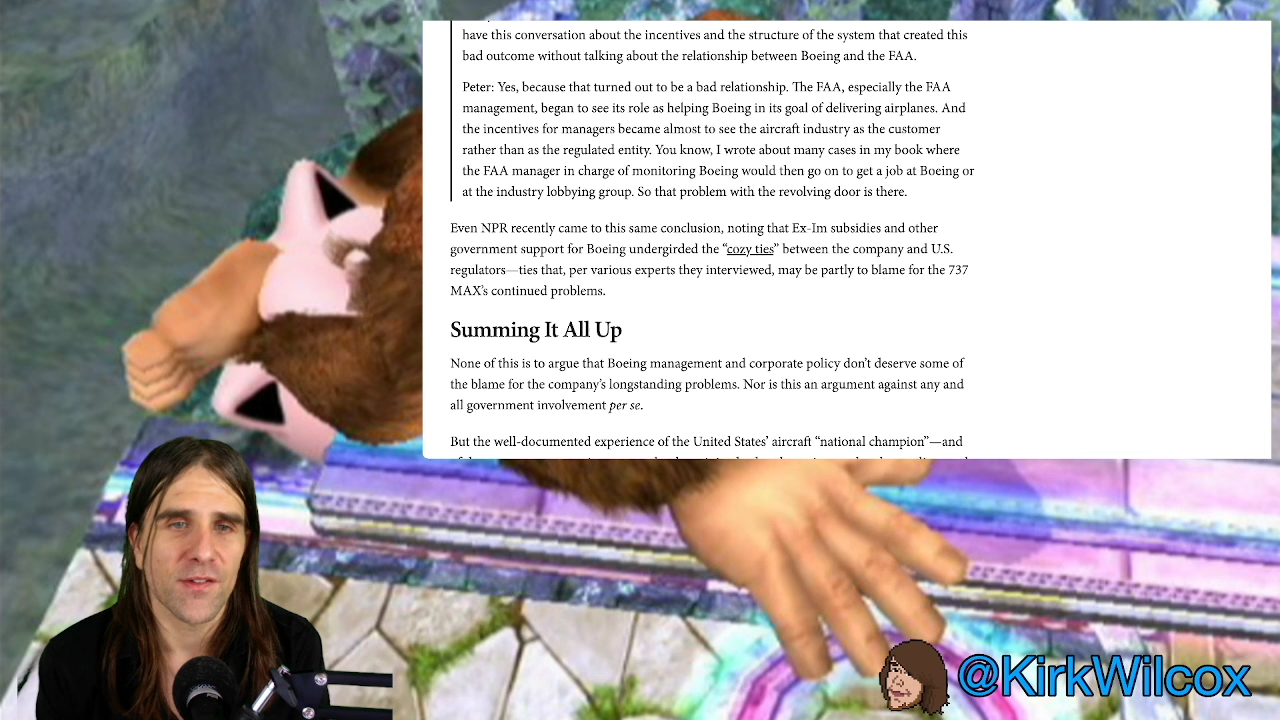 have this conversation about the incentives and the structure of the system that created this
bad outcome without talking about the relationship between Boeing and the FAA.
Peter: Yes, because that turned out to be a bad relationship. The FAA, especially the FAA
management, began to see its role as helping Boeing in its goal of delivering airplanes. And
the incentives for managers became almost to see the aircraft industry as the customer
rather than as the regulated entity. You know, I wrote about many cases in my book where
the FAA manager in charge of monitoring Boeing would then go on to get a job at Boeing or
at the industry lobbying group. So that problem with the revolving door is there.
Even NPR recently came to this same conclusion, noting that Ex-Im subsidies and other
government support for Boeing undergirded the “cozy ties” between the company and U.S.
regulators—ties that, per various experts they interviewed, may be partly to blame for the 737
MAX’s continued problems.
Summing It All Up
None of this is to argue that Boeing management and corporate policy don’t deserve some of
the blame for the company’s longstanding problems. Nor is this an argument against any and
all government involvement per se.
But the well-documented experience of the United States’ aircraft “national champion”—and
@KirkWilcox